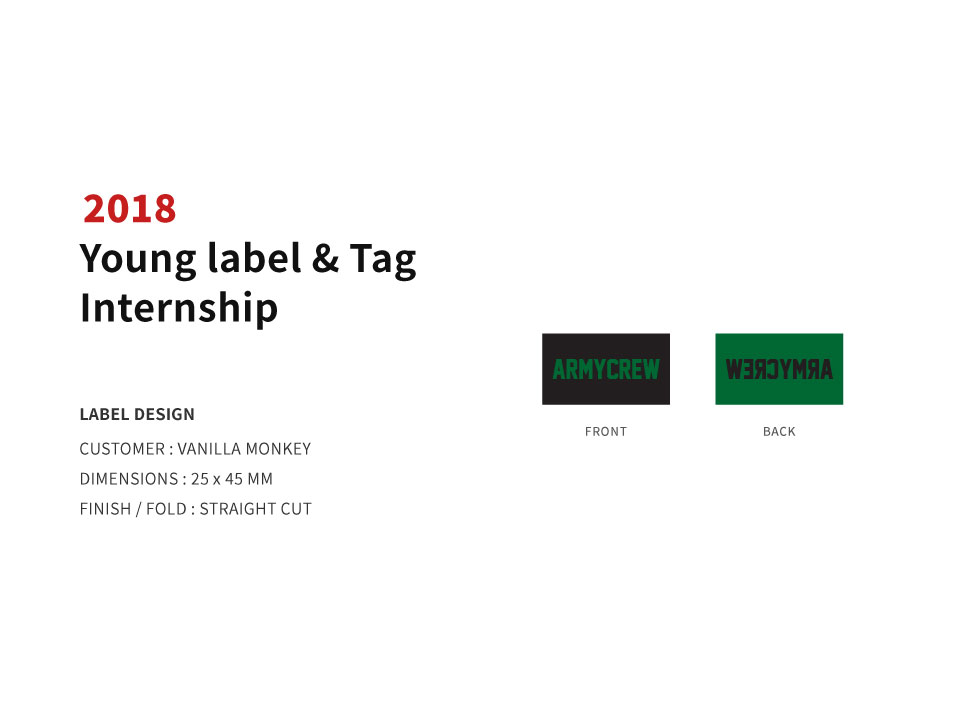 2018
Young label & Tag
Internship
LABEL DESIGN
CUSTOMER : VANILLA MONKEY
DIMENSIONS : 25 x 45 MM
FINISH / FOLD : STRAIGHT CUT
ARMYCREW
ARMYCREW
FRONT
BACK